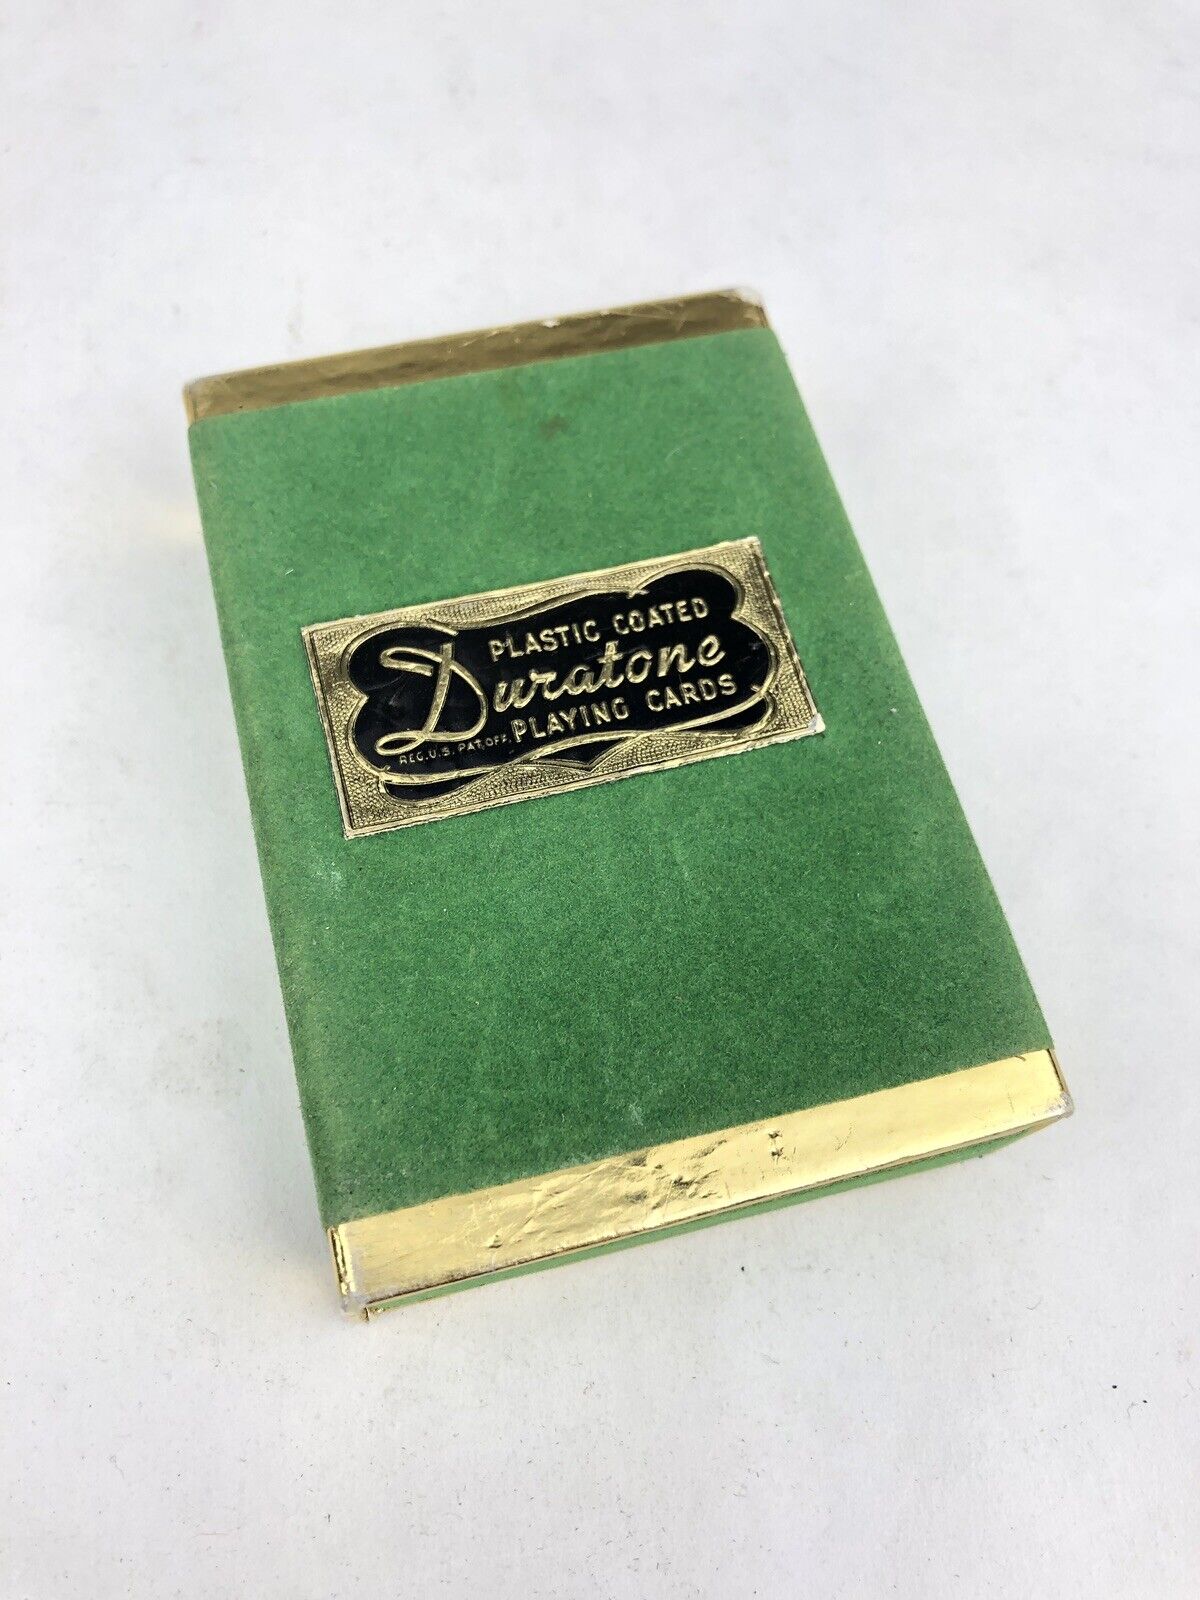 PLASTIC COATED
Duratone
PLAYING CARDS
REG. U.S. PAT. OFF.